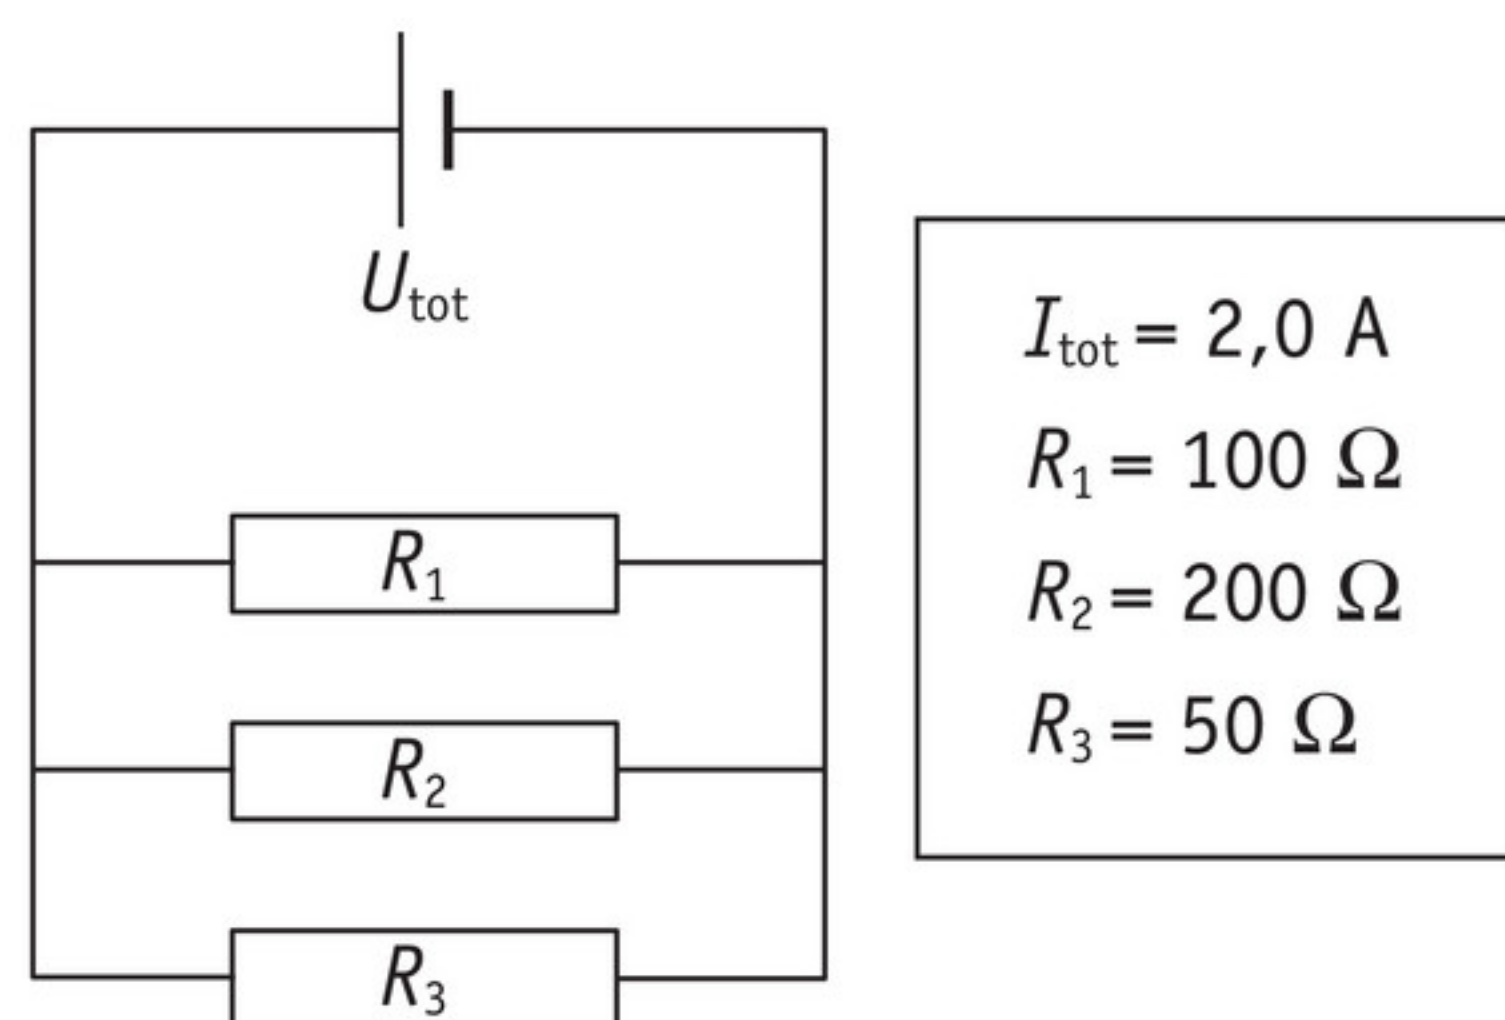 U_tot
R_1
R_2
R_3
I_tot = 2,0 A
R_1 = 100 Ω
R_2 = 200 Ω
R_3 = 50 Ω